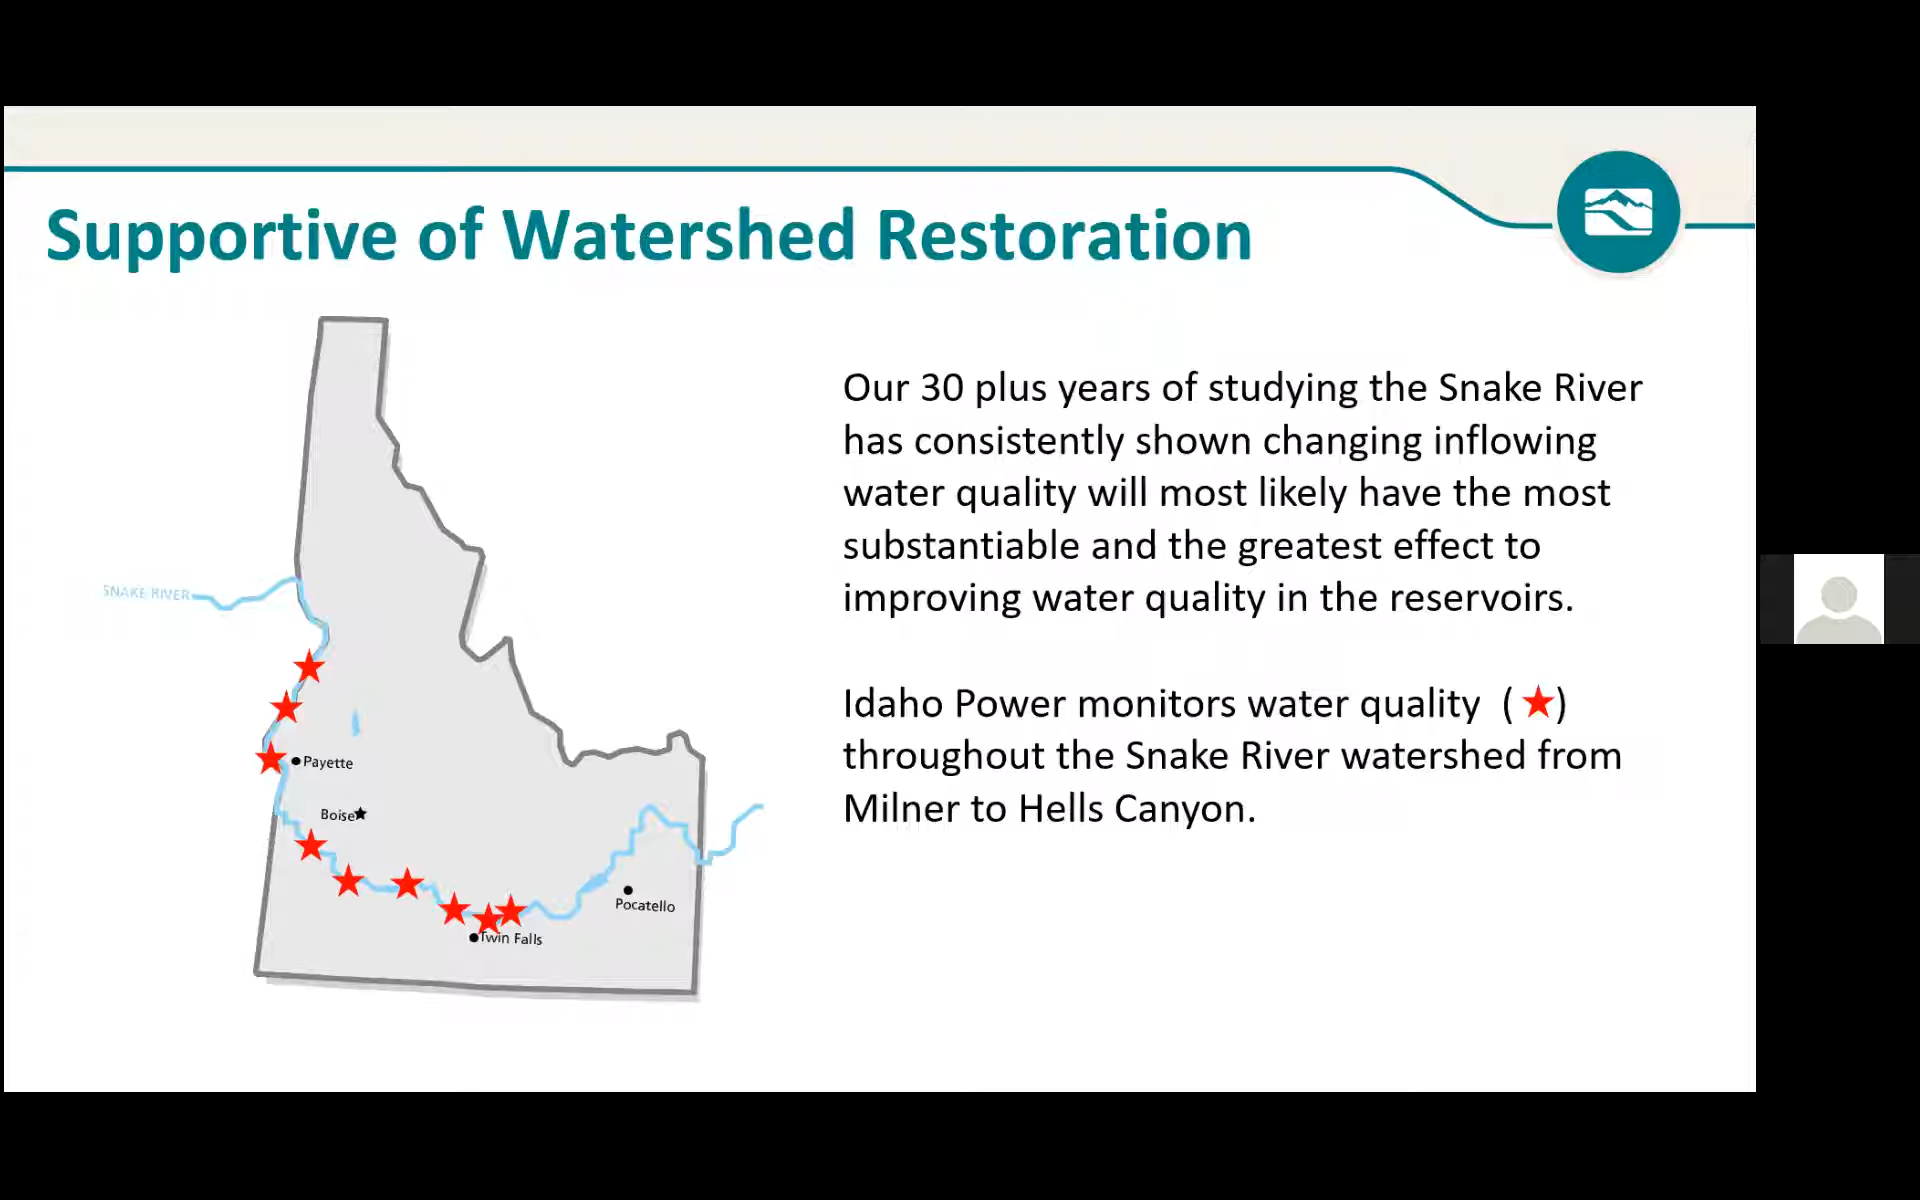 Supportive of Watershed Restoration
Our 30 plus years of studying the Snake River
has consistently shown changing inflowing
water quality will most likely have the most
substantiable and the greatest effect to
improving water quality in the reservoirs.
Idaho Power monitors water quality ( ★)
throughout the Snake River watershed from
Milner to Hells Canyon.
SNAKE RIVER
Payette
Boise
Pocatello
Twin Falls